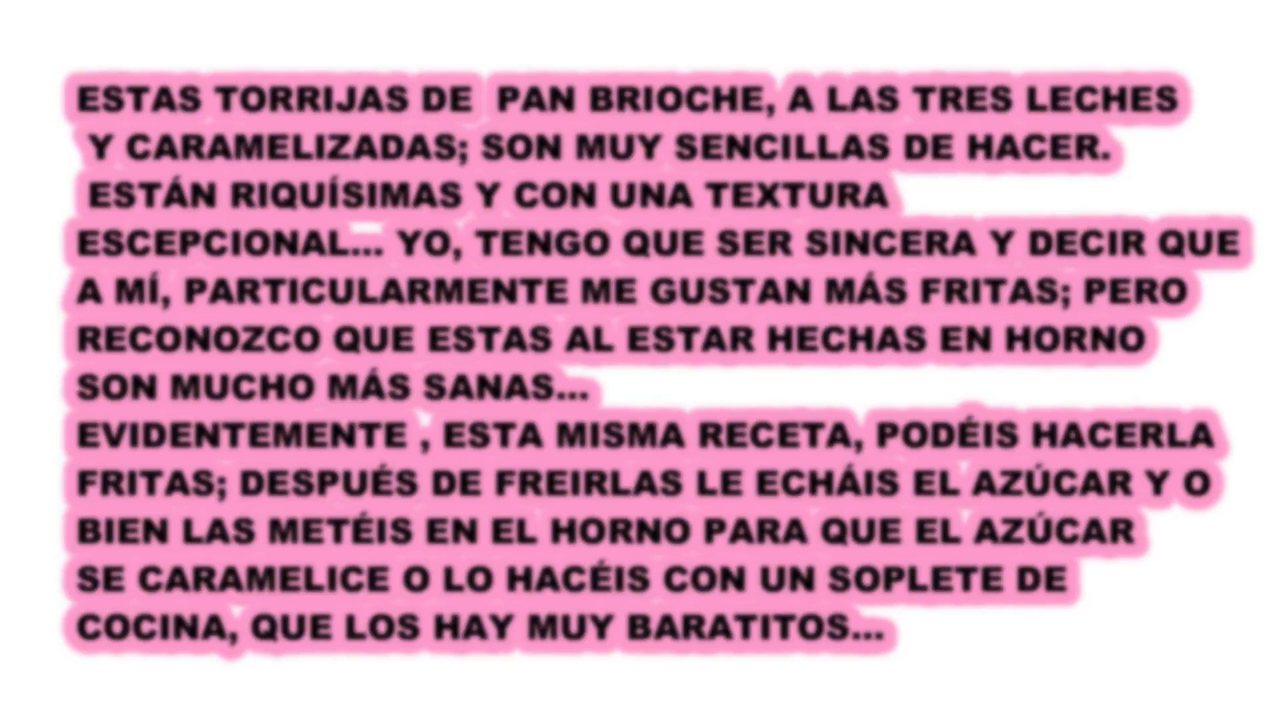 ESTAS TORRIJAS DE PAN BRIOCHE, A LAS TRES LECHES
Y CARAMELIZADAS; SON MUY SENCILLAS DE HACER.
ESTÁN RIQUÍSIMAS Y CON UNA TEXTURA
ESCEPCIONAL... YO, TENGO QUE SER SINCERA Y DECIR QUE
A MÍ, PARTICULARMENTE ME GUSTAN MÁS FRITAS; PERO
RECONOZCO QUE ESTAS AL ESTAR HECHAS EN HORNO
SON MUCHO MÁS SANAS...
EVIDENTEMENTE , ESTA MISMA RECETA, PODÉIS HACERLA
FRITAS; DESPUÉS DE FREIRLAS LE ECHÁIS EL AZÚCAR Y O
BIEN LAS METÉIS EN EL HORNO PARA QUE EL AZÚCAR
SE CARAMELICE O LO HACÉIS CON UN SOPLETE DE
COCINA, QUE LOS HAY MUY BARATITOS...